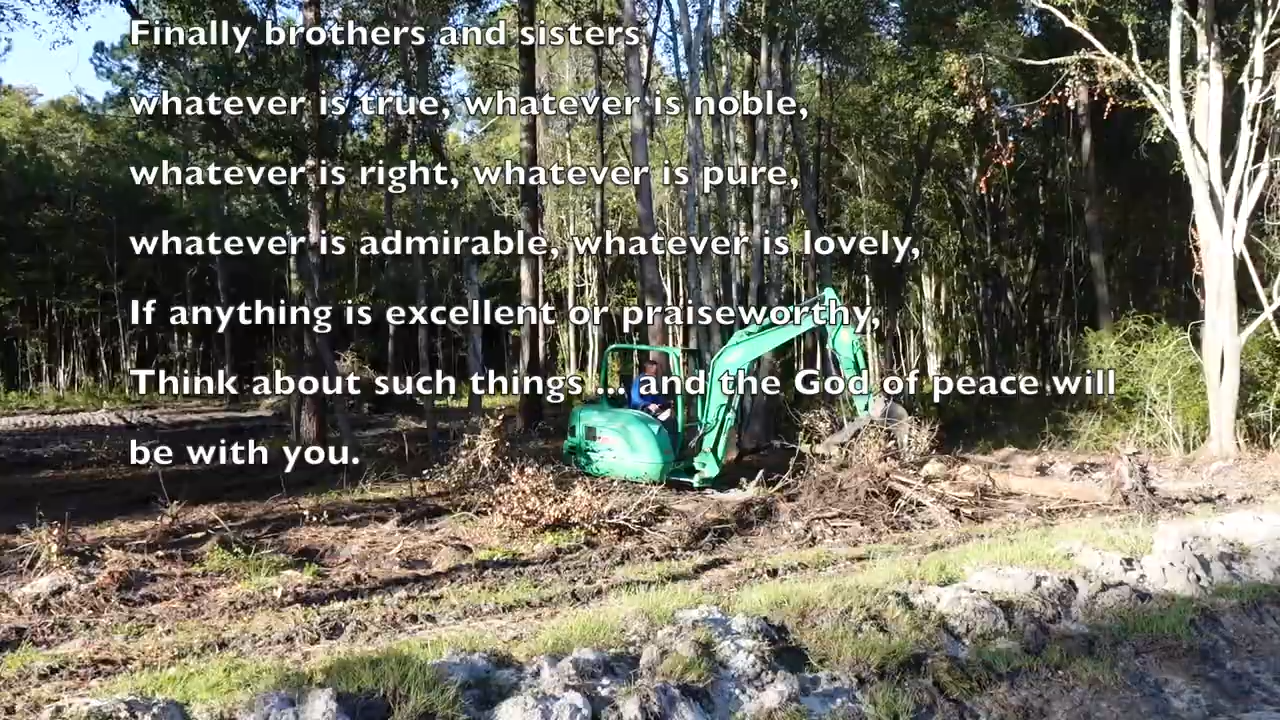 Finally brothers and sisters
whatever is true, whatever is noble,
whatever is right, whatever is pure,
whatever is admirable, whatever is lovely,
If anything is excellent or praiseworthy,
Think about such things ... and the God of peace will
be with you.